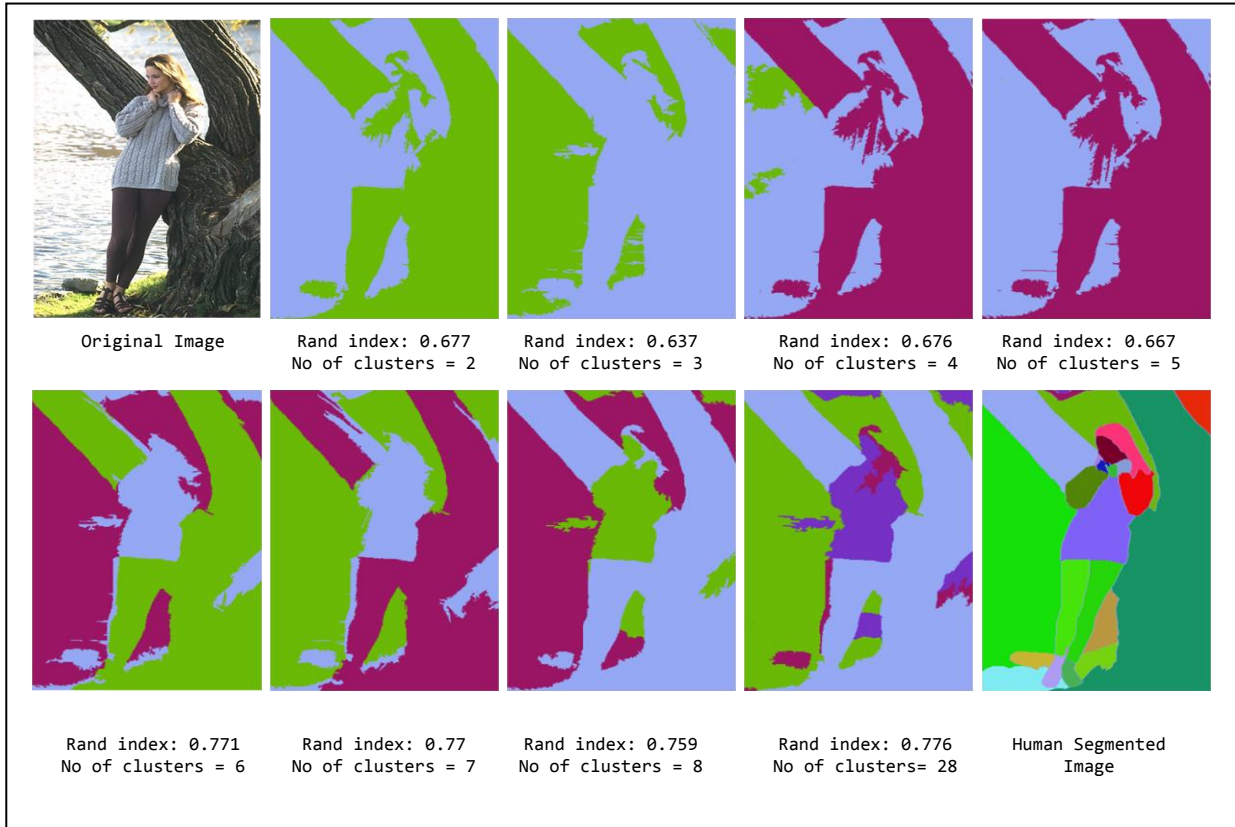 Original Image
Rand index: 0.677
No of clusters = 2
Rand index: 0.637
No of clusters = 3
Rand index: 0.676
No of clusters = 4
Rand index: 0.667
No of clusters = 5
Rand index: 0.771
No of clusters = 6
Rand index: 0.77
No of clusters = 7
Rand index: 0.759
No of clusters = 8
Rand index: 0.776
No of clusters= 28
Human Segmented
Image